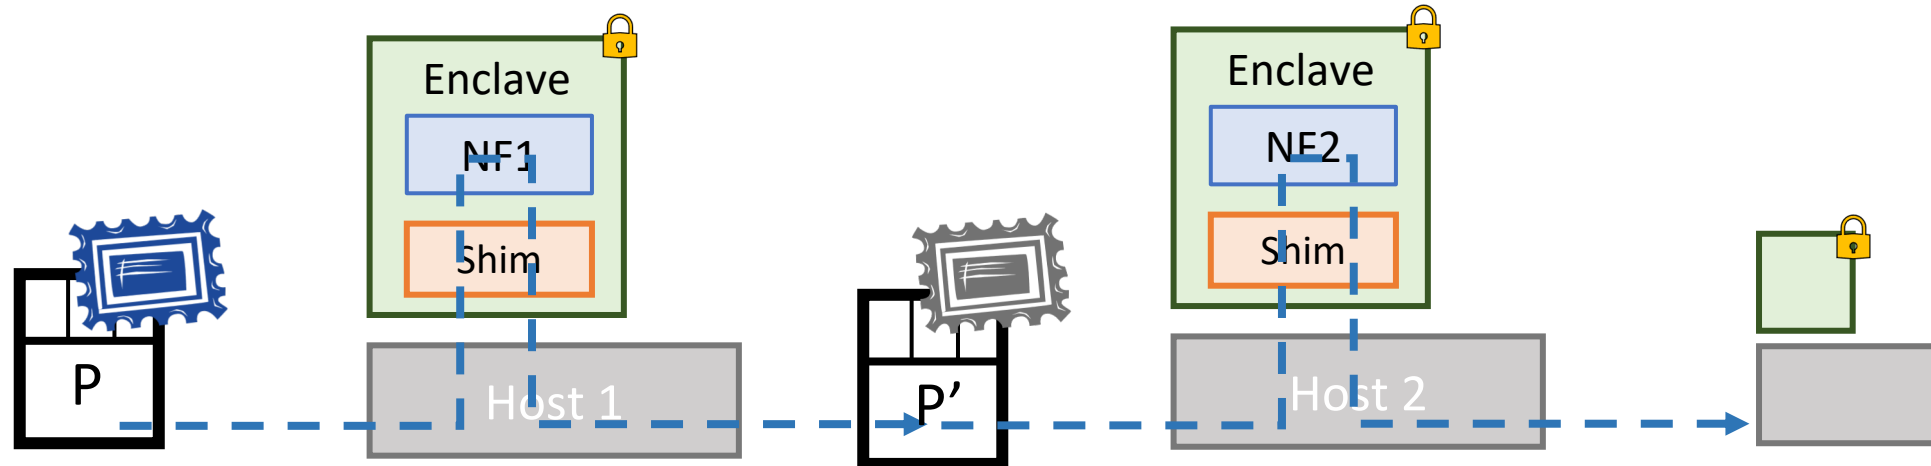 P
Enclave
NF1
Shim
Host 1
P’
Enclave
NF2
Shim
Host 2